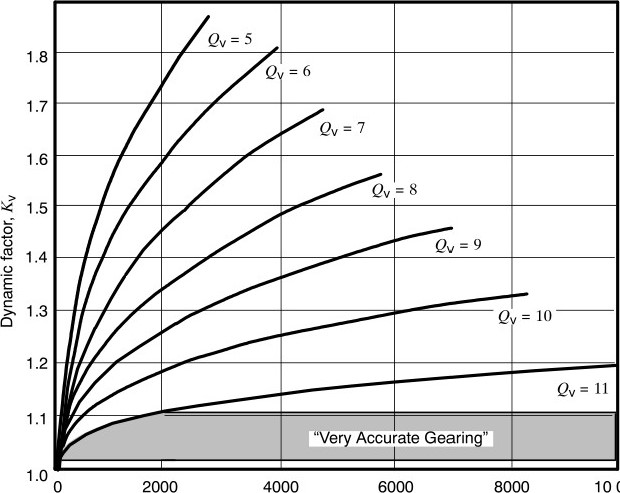 Dynamic factor, Kv
1.8
1.7
1.6
1.5
1.4
1.3
1.2
1.1
1.0
Qv = 5
Qv = 6
Qv = 7
Qv = 8
Qv = 9
Qv = 10
Qv = 11
“Very Accurate Gearing”
0 2000 4000 6000 8000 10 0